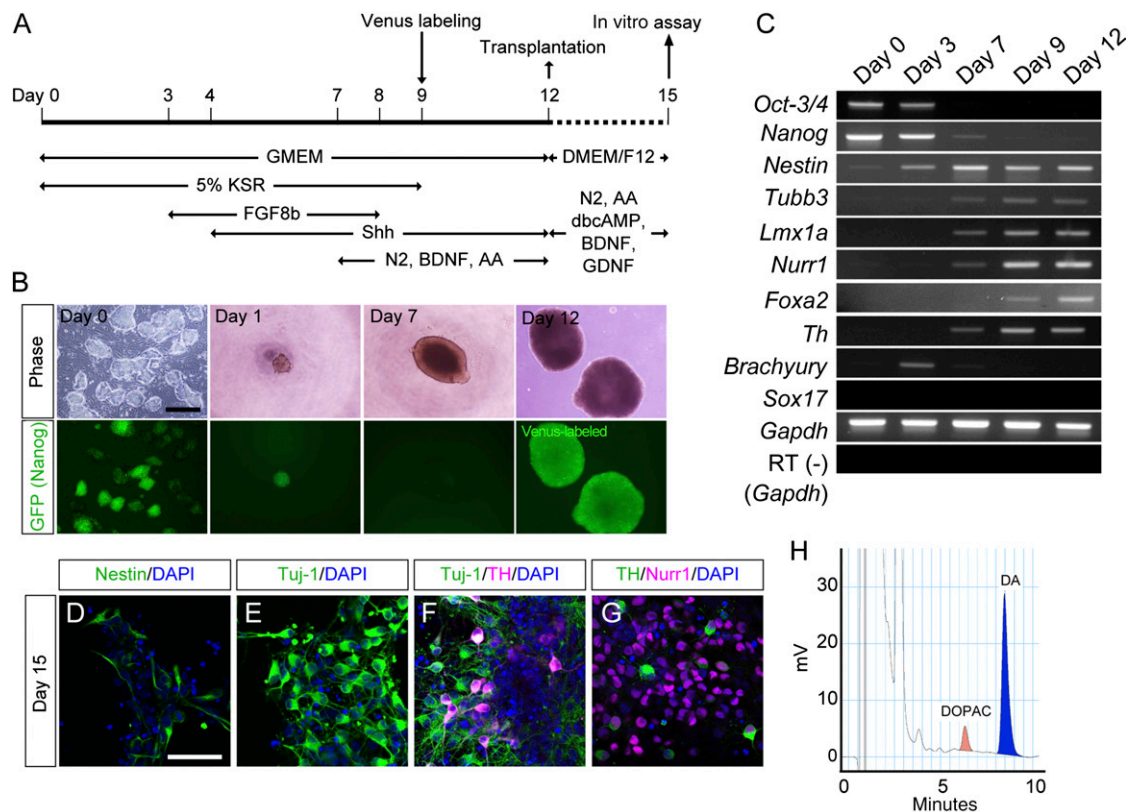 A
Venus labeling
In vitro assay
Transplantation
Day 0 3 4 7 8 9 12 15
GMEM DMEM/F12
5% KSR
FGF8b
Shh
N2, BDNF, AA
N2, AA
dbcAMP,
BDNF,
GDNF
B
Phase
Day 0 Day 1 Day 7 Day 12
GFP (Nanog)
Venus-labeled
C
Day 0 Day 3 Day 7 Day 9 Day 12
Oct-3/4
Nanog
Nestin
Tubb3
Lmx1a
Nurr1
Foxa2
Th
Brachyury
Sox17
Gapdh
RT (-)
(Gapdh)
Nestin/DAPI Tuj-1/DAPI Tuj-1/TH/DAPI TH/Nurr1/DAPI
Day 15
D E F G
H
DA
DOPAC
mV
30
20
10
0
0 5 10
Minutes